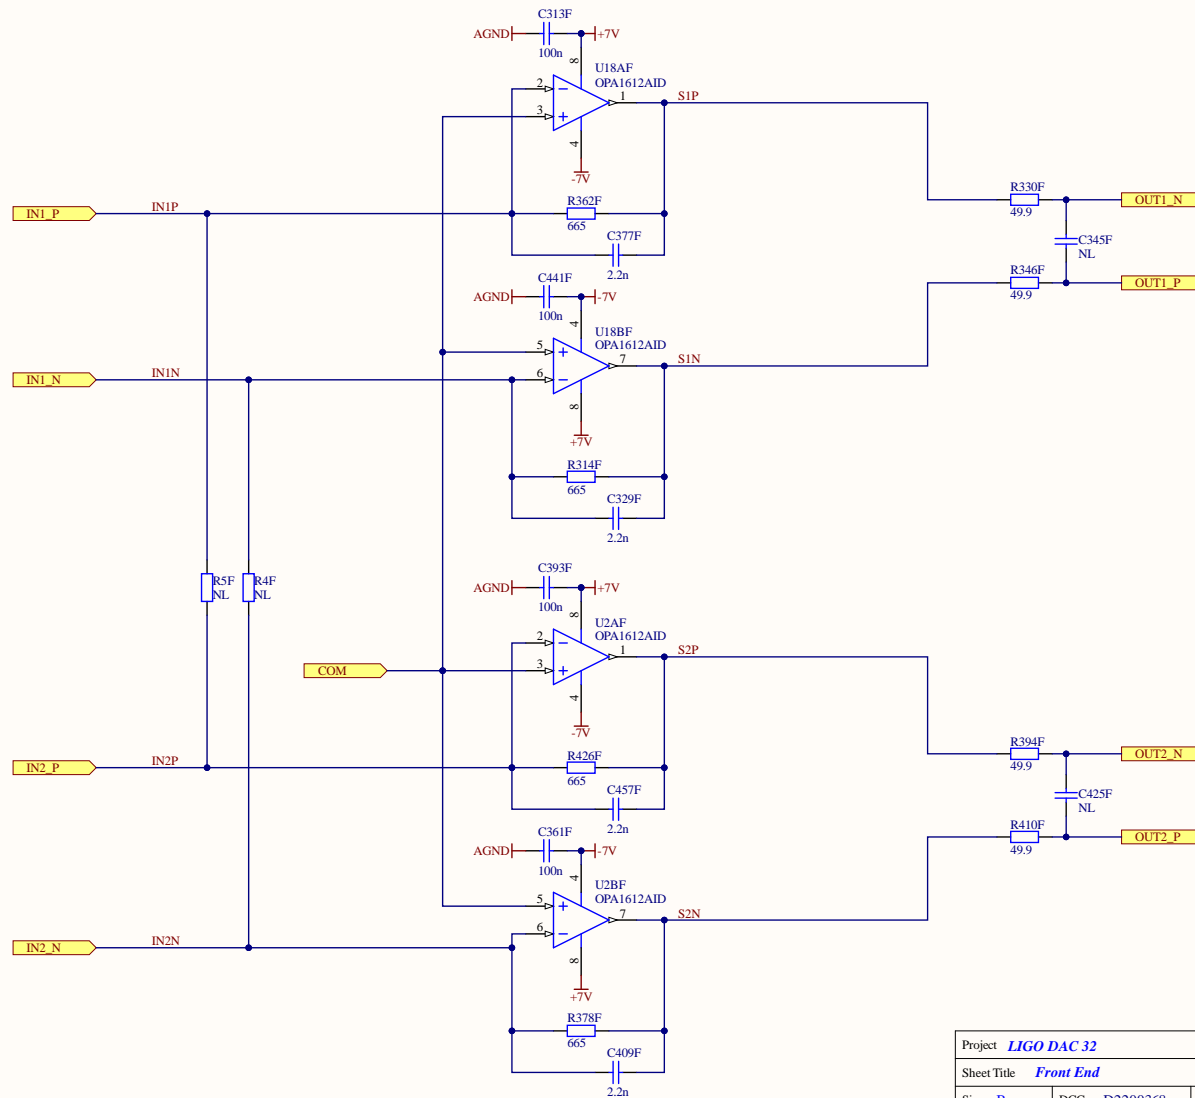 C313F
AGND
+7V
100n
8
U18AF
OPA1612AID
2
1
S1P
3
4
-7V
R330F
49.9
OUT1_N
IN1_P
IN1P
R362F
665
C377F
2.2n
C345F
NL
R346F
49.9
OUT1_P
C441F
AGND
-7V
100n
4
U18BF
OPA1612AID
5
7
S1N
6
IN1_N
IN1N
8
+7V
R314F
665
C329F
2.2n
R5F
NL
R4F
NL
C393F
AGND
+7V
100n
8
U2AF
OPA1612AID
2
1
S2P
3
COM
4
-7V
R394F
49.9
OUT2_N
IN2_P
IN2P
R426F
665
C457F
2.2n
C425F
NL
R410F
49.9
OUT2_P
C361F
AGND
-7V
100n
4
U2BF
OPA1612AID
5
7
S2N
6
IN2_N
IN2N
8
+7V
R378F
665
C409F
2.2n
Project LIGO DAC 32
Sheet Title Front End